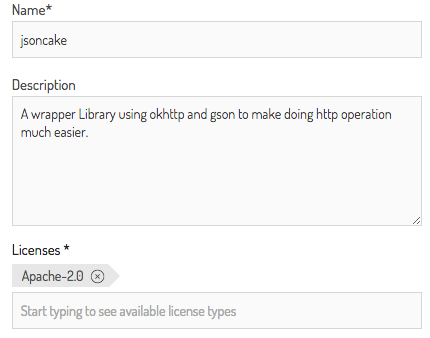 Name*
jsoncake
Description
A wrapper Library using okhttp and gson to make doing http operation
much easier.
Licenses *
Apache-2.0
Start typing to see available license types